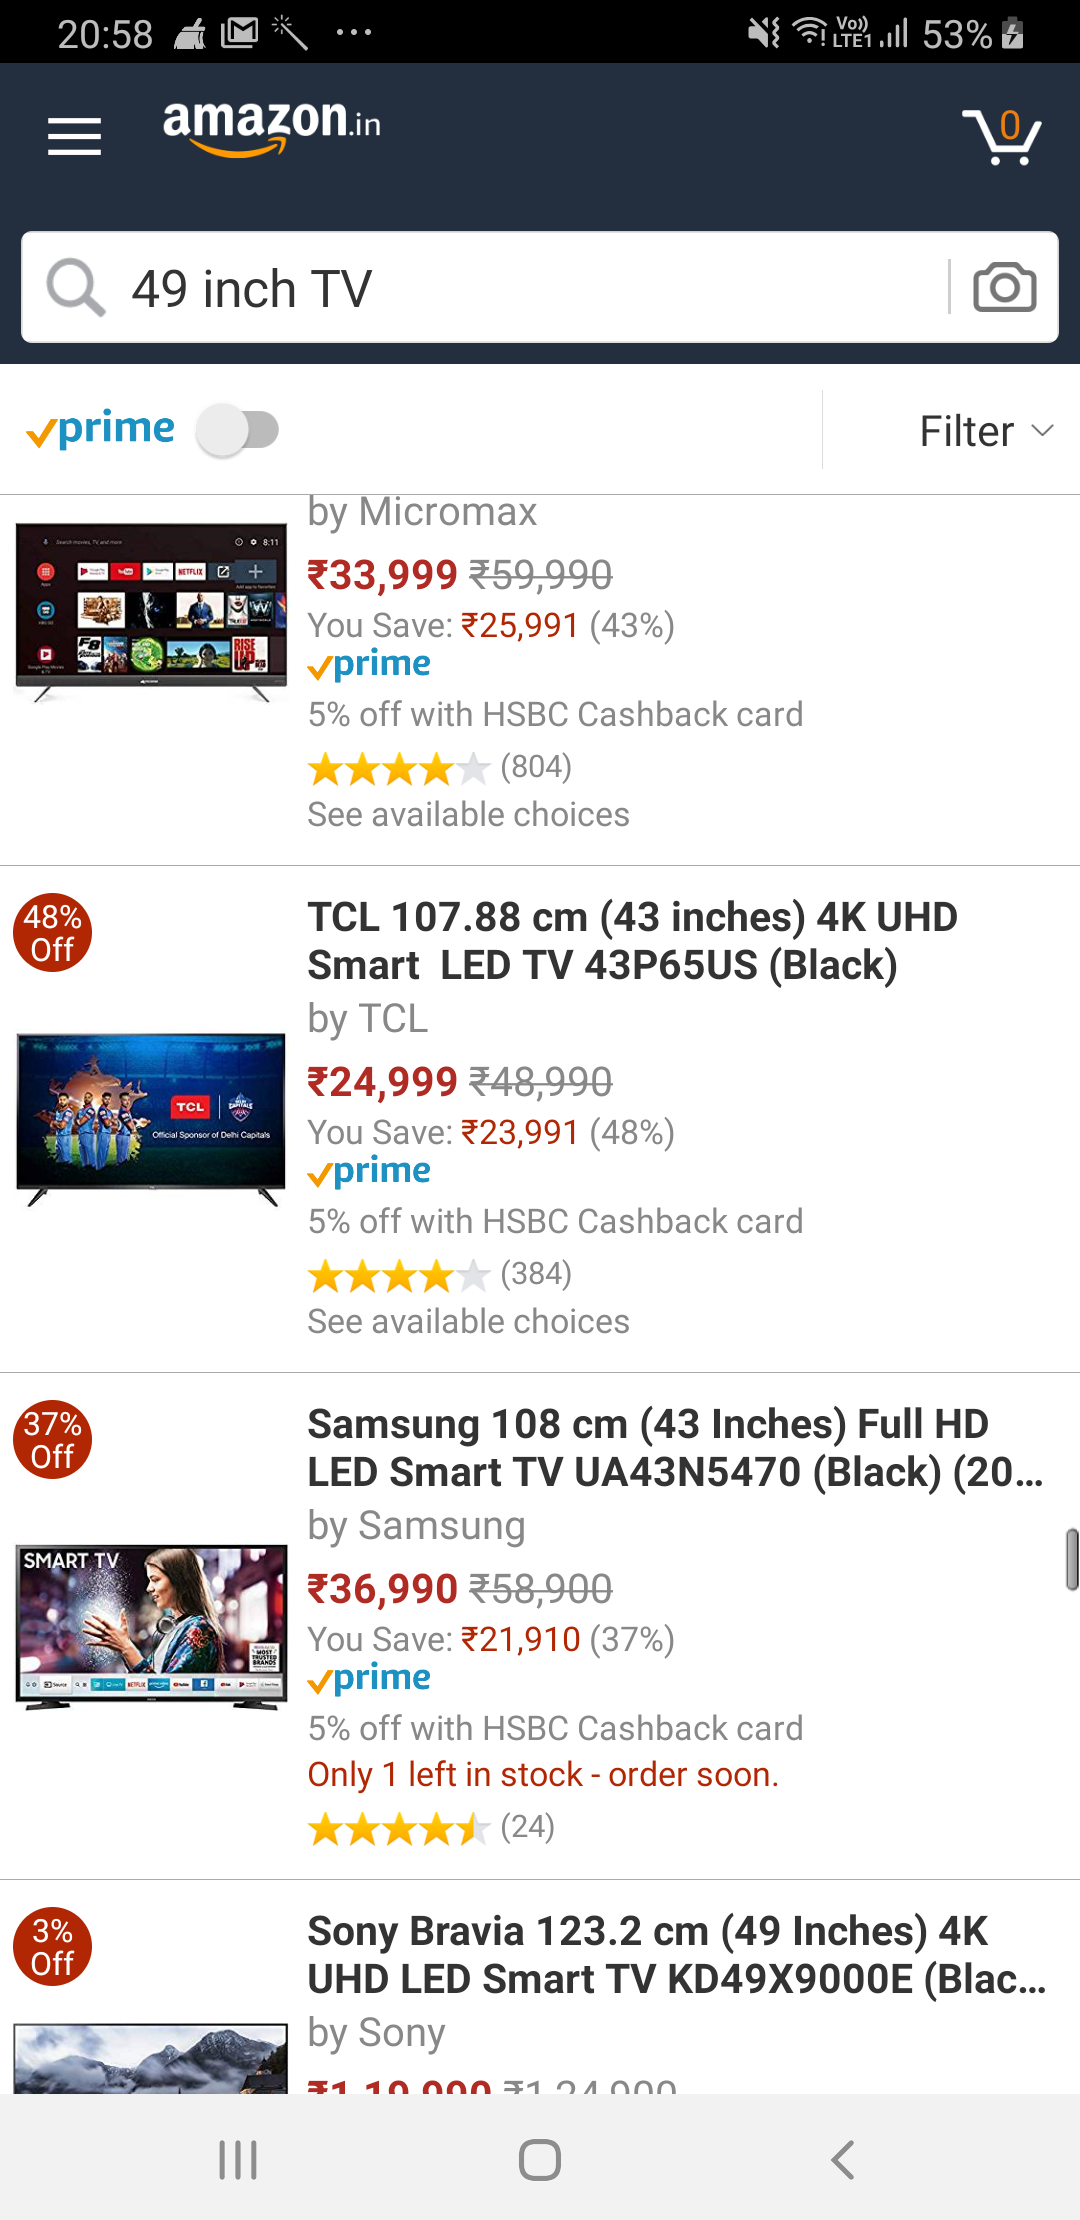 20:58 Vo)) LTE1 53%
amazon.in
0
49 inch TV
prime Filter
by Micromax
₹33,999 ₹59,990
You Save: ₹25,991 (43%)
prime
5% off with HSBC Cashback card
(804)
See available choices
48% Off
TCL 107.88 cm (43 inches) 4K UHD
Smart LED TV 43P65US (Black)
by TCL
TCL
Official Sponsor of Delhi Capitals
₹24,999 ₹48,990
You Save: ₹23,991 (48%)
prime
5% off with HSBC Cashback card
(384)
See available choices
37% Off
Samsung 108 cm (43 Inches) Full HD
LED Smart TV UA43N5470 (Black) (20...
by Samsung
SMART TV
₹36,990 ₹58,900
You Save: ₹21,910 (37%)
prime
5% off with HSBC Cashback card
Only 1 left in stock - order soon.
(24)
3% Off
Sony Bravia 123.2 cm (49 Inches) 4K
UHD LED Smart TV KD49X9000E (Blac...
by Sony